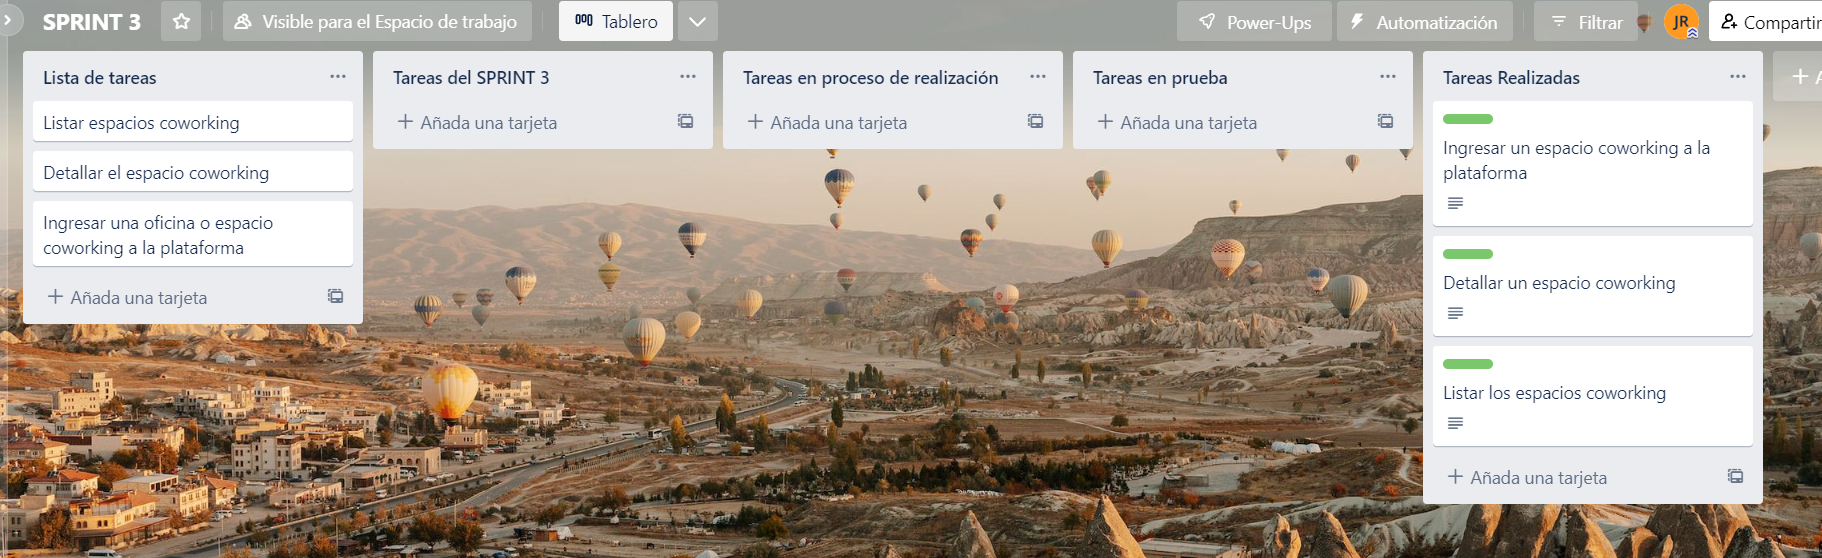 SPRINT 3
Visible para el Espacio de trabajo
Tablero
Power-Ups
Automatización
Filtrar
JR
Compartir
Lista de tareas
Listar espacios coworking
Detallar el espacio coworking
Ingresar una oficina o espacio
coworking a la plataforma
+ Añada una tarjeta
Tareas del SPRINT 3
+ Añada una tarjeta
Tareas en proceso de realización
+ Añada una tarjeta
Tareas en prueba
+ Añada una tarjeta
Tareas Realizadas
Ingresar un espacio coworking a la
plataforma
Detallar un espacio coworking
Listar los espacios coworking
+ Añada una tarjeta